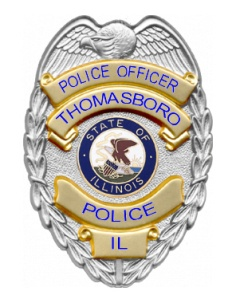 POLICE OFFICER
THOMASBORO
STATE OF
ILLINOIS
POLICE
IL